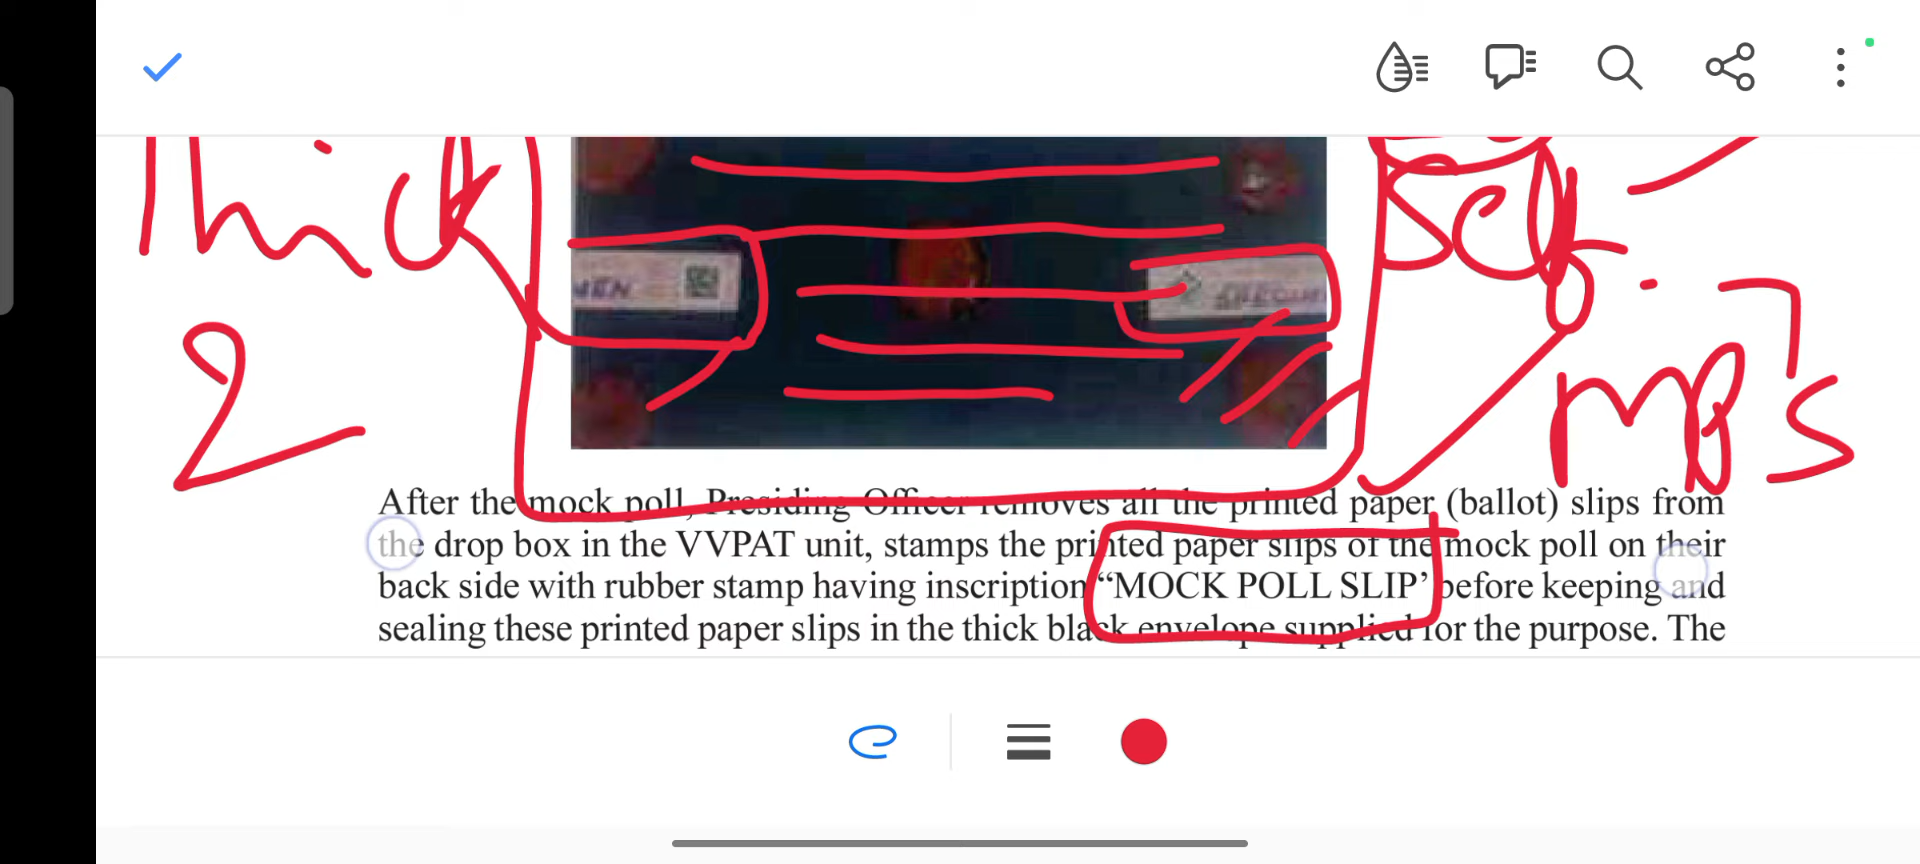 Thick
2
MEN
SPECIM
MP'S
After the mock poll, Presiding Officer removes all the printed paper (ballot) slips from
the drop box in the VVPAT unit, stamps the printed paper slips of the mock poll on their
back side with rubber stamp having inscription “MOCK POLL SLIP’ before keeping and
sealing these printed paper slips in the thick black envelope supplied for the purpose. The